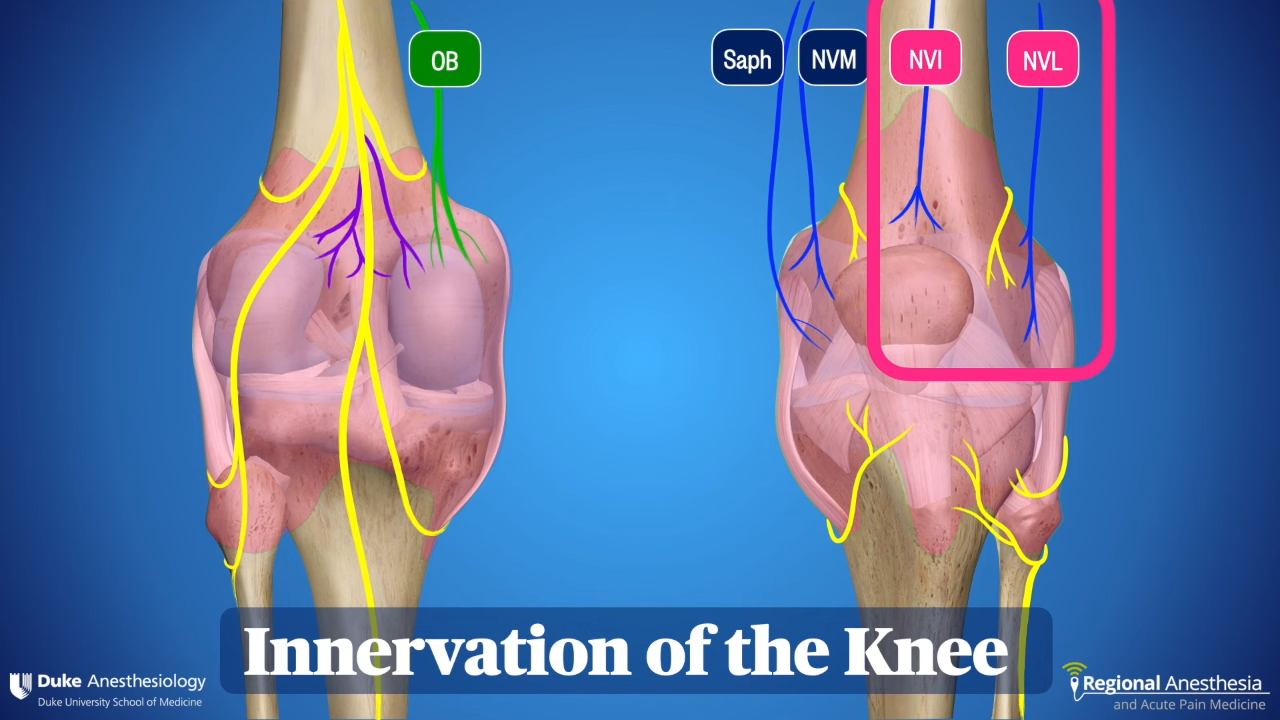 OB
Saph
NVM
NVI
NVL
Innervation of the Knee
Duke Anesthesiology
Duke University School of Medicine
Regional Anesthesia
and Acute Pain Medicine